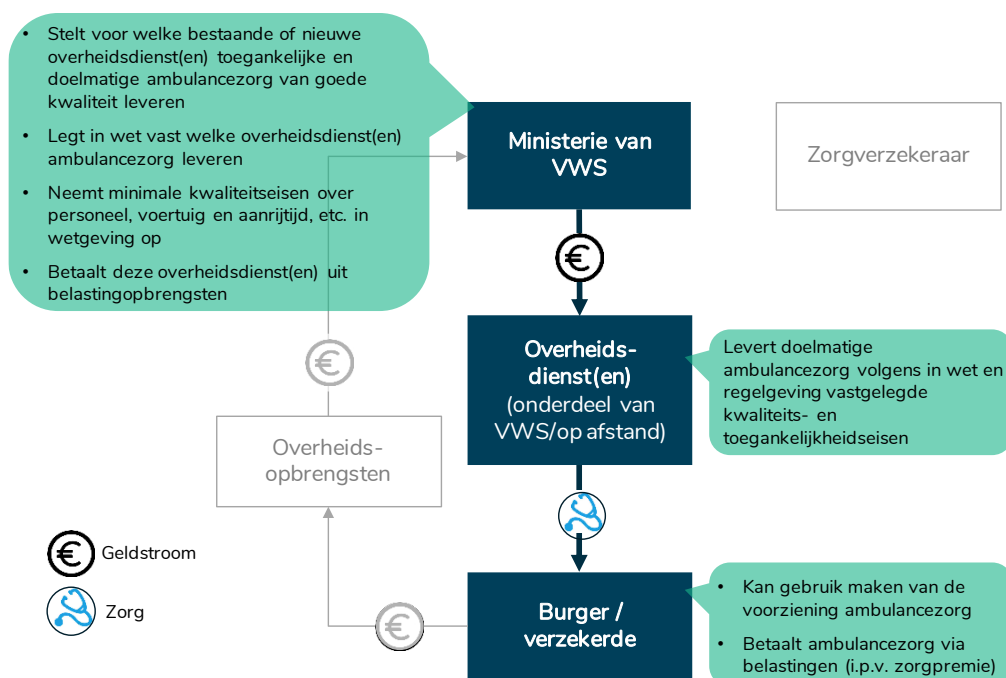 • Stelt voor welke bestaande of nieuwe
overheidsdienst(en) toegankelijke en
doelmatige ambulancezorg van goede
kwaliteit leveren
• Legt in wet vast welke overheidsdienst(en)
ambulancezorg leveren
• Neemt minimale kwaliteitseisen over
personeel, voertuig en aanrijtijd, etc. in
wetgeving op
• Betaalt deze overheidsdienst(en) uit
belastingopbrengsten
Ministerie van
VWS
Zorgverzekeraar
€
Overheids-
dienst(en)
(onderdeel van
VWS/op afstand)
Levert doelmatige
ambulancezorg volgens in wet en
regelgeving vastgelegde
kwaliteits- en
toegankelijkheidseisen
€
Overheids-
opbrengsten
€ Geldstroom
Zorg
€
Burger /
verzekerde
• Kan gebruik maken van de
voorziening ambulancezorg
• Betaalt ambulancezorg via
belastingen (i.p.v. zorgpremie)